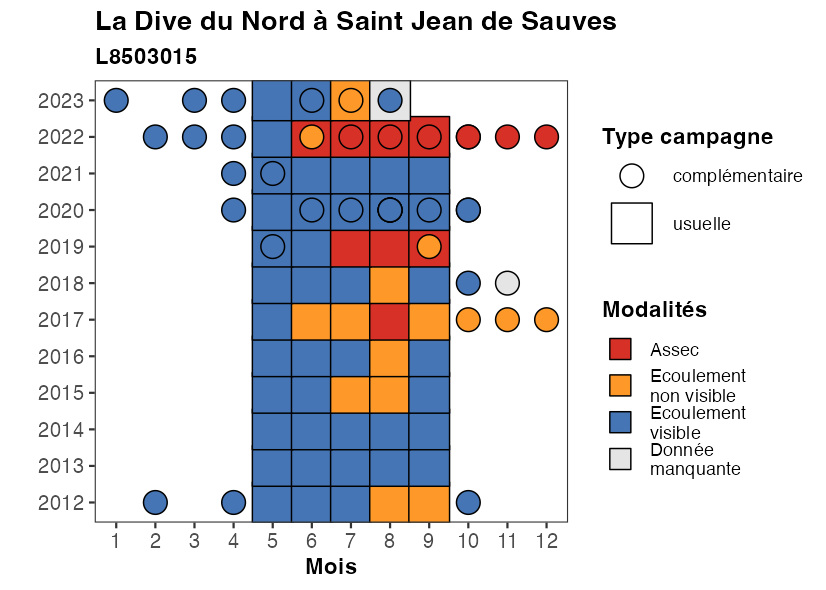 La Dive du Nord à Saint Jean de Sauves
L8503015
2023
2022
2021
2020
2019
2018
2017
2016
2015
2014
2013
2012
1 2 3 4 5 6 7 8 9 10 11 12
Mois
Type campagne
complémentaire
usuelle
Modalités
Assec
Ecoulement
non visible
Ecoulement
visible
Donnée
manquante